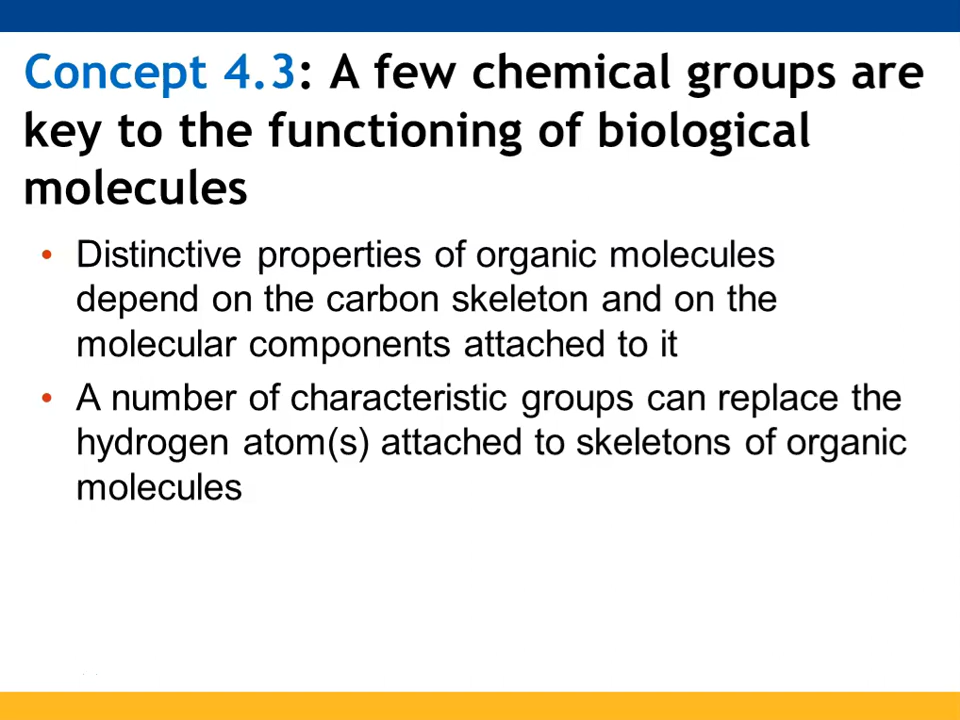 Concept 4.3: A few chemical groups are
key to the functioning of biological
molecules
• Distinctive properties of organic molecules
depend on the carbon skeleton and on the
molecular components attached to it
• A number of characteristic groups can replace the
hydrogen atom(s) attached to skeletons of organic
molecules